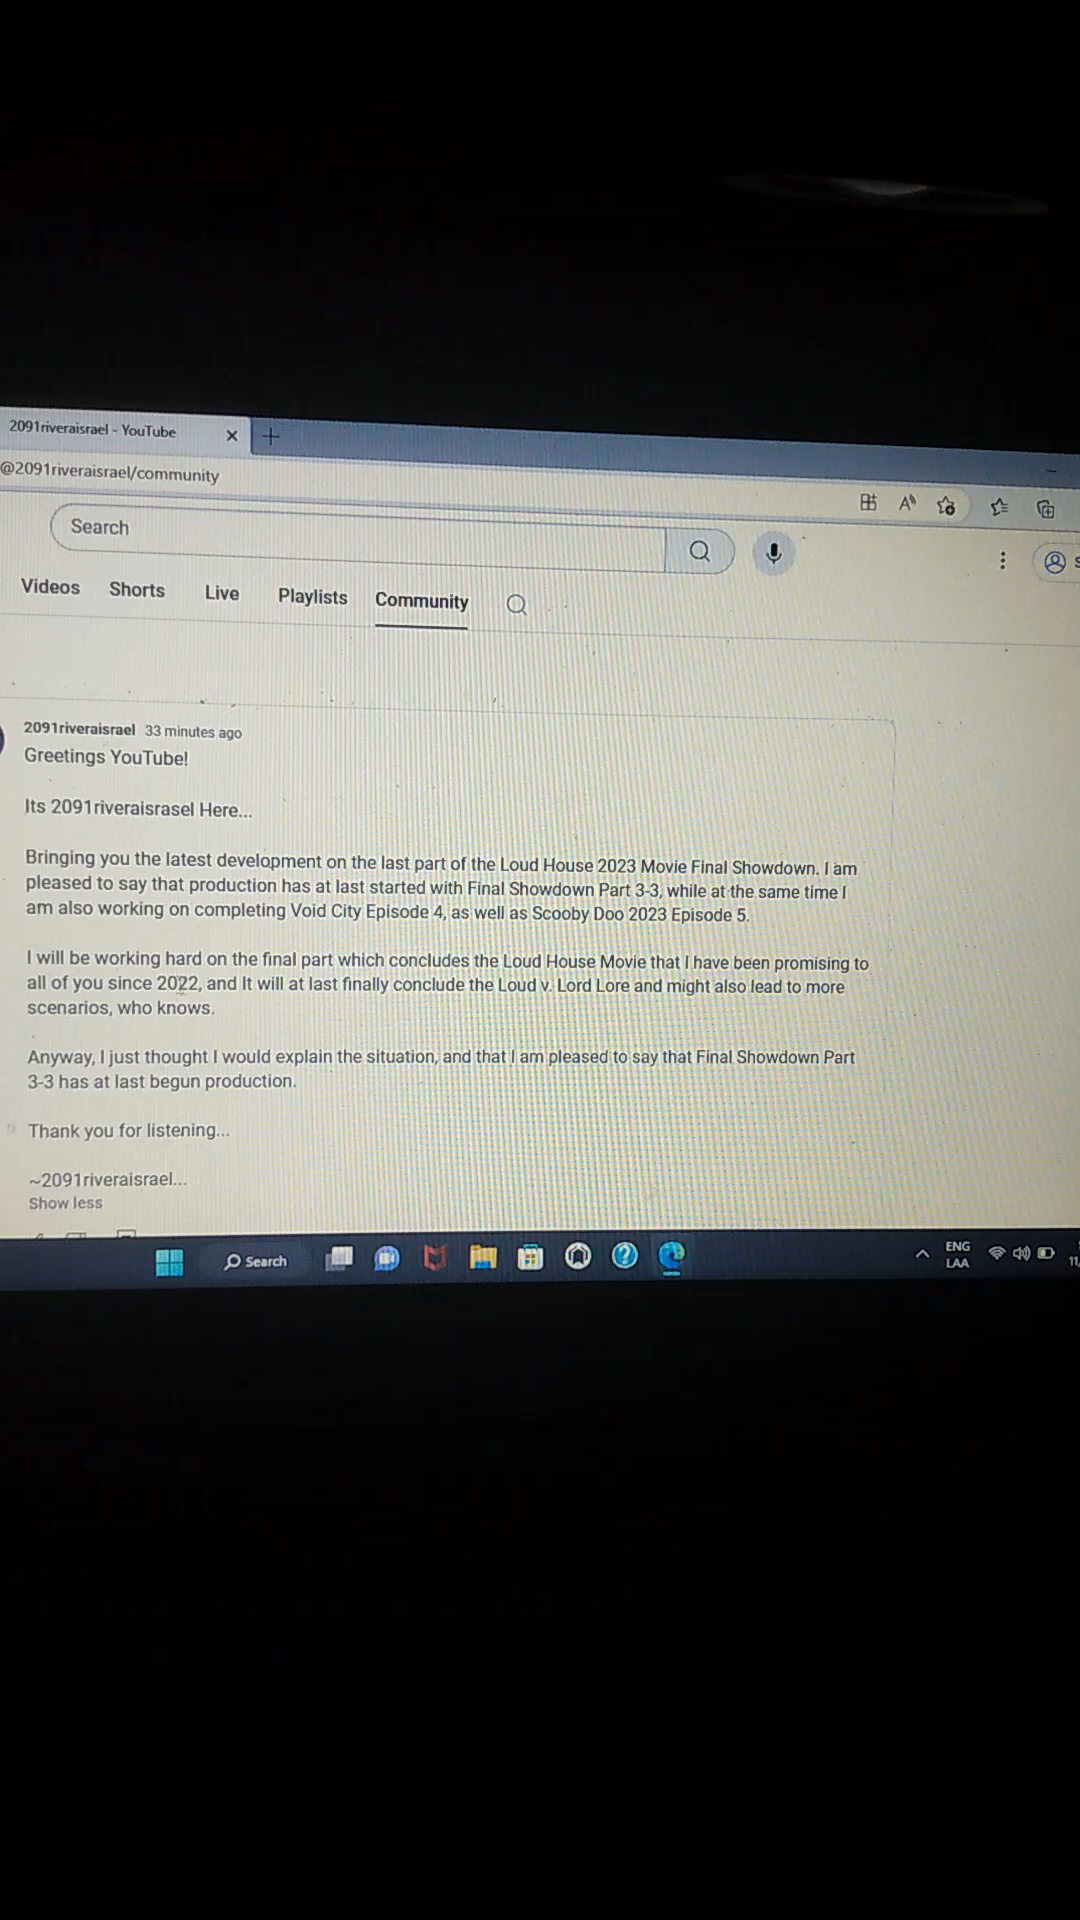 2091riveraisrael - YouTube
@2091riveraisrael/community
Search
Videos Shorts Live Playlists Community
2091riveraisrael 33 minutes ago
Greetings YouTube!
Its 2091riveraisrasel Here...
Bringing you the latest development on the last part of the Loud House 2023 Movie Final Showdown. I am
pleased to say that production has at last started with Final Showdown Part 3-3, while at the same time I
am also working on completing Void City Episode 4, as well as Scooby Doo 2023 Episode 5.
I will be working hard on the final part which concludes the Loud House Movie that I have been promising to
all of you since 2022, and It will at last finally conclude the Loud v. Lord Lore and might also lead to more
scenarios, who knows.
Anyway, I just thought I would explain the situation, and that I am pleased to say that Final Showdown Part
3-3 has at last begun production.
Thank you for listening...
~2091riveraisrael...
Show less
Search
ENG
LAA